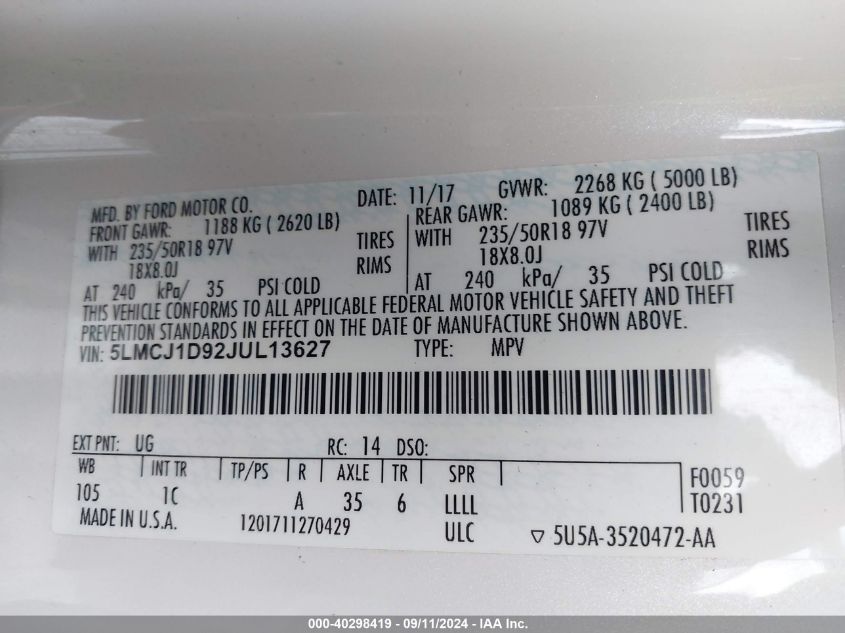 MFD. BY FORD MOTOR CO. DATE: 11/17 GVWR: 2268 KG ( 5000 LB)
FRONT GAWR: 1188 KG ( 2620 LB) REAR GAWR: 1089 KG ( 2400 LB)
WITH 235/50R18 97V TIRES WITH 235/50R18 97V TIRES
18X8.0J RIMS 18X8.0J RIMS
AT 240 kPa/ 35 PSI COLD AT 240 kPa/ 35 PSI COLD
THIS VEHICLE CONFORMS TO ALL APPLICABLE FEDERAL MOTOR VEHICLE SAFETY AND THEFT
PREVENTION STANDARDS IN EFFECT ON THE DATE OF MANUFACTURE SHOWN ABOVE.
VIN: 5LMCJ1D92JUL13627 TYPE: MPV
EXT PNT: UG RC: 14 DSO:
WB INT TR TP/PS R AXLE TR SPR F0059
105 1C A 35 6 LLLL T0231
MADE IN U.S.A. 1201711270429 ULC ▽ 5U5A-3520472-AA
000-40298419 - 09/11/2024 - IAA Inc.